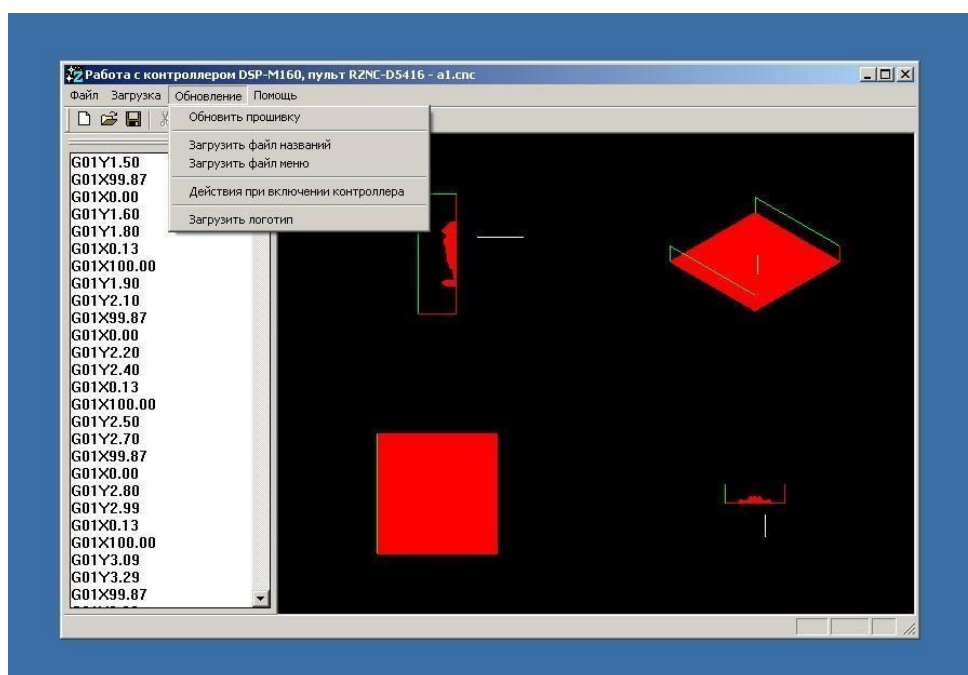 Работа с контроллером DSP-M160, пульт RZNC-D5416 - a1.cnc
Файл Загрузка Обновление Помощь
Обновить прошивку
Загрузить файл названий
Загрузить файл меню
Действия при включении контроллера
Загрузить логотип
G01Y1.50
G01X99.87
G01X0.00
G01Y1.60
G01Y1.80
G01X0.13
G01X100.00
G01Y1.90
G01Y2.10
G01X99.87
G01X0.00
G01Y2.20
G01Y2.40
G01X0.13
G01X100.00
G01Y2.50
G01Y2.70
G01X99.87
G01X0.00
G01Y2.80
G01Y2.99
G01X0.13
G01X100.00
G01Y3.09
G01Y3.29
G01X99.87